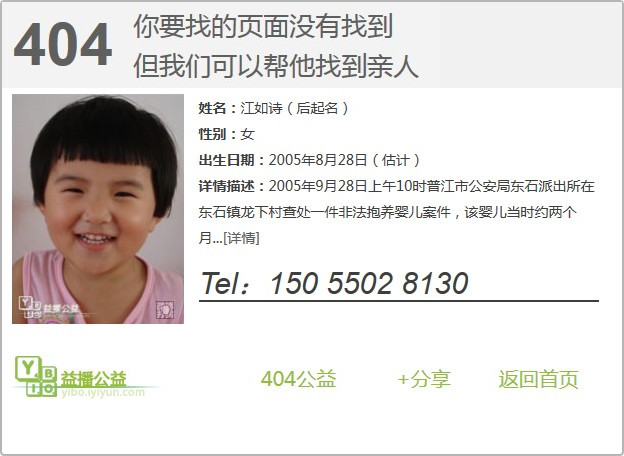 404
你要找的页面没有找到
但我们可以帮他找到亲人
姓名：江如诗（后起名）
性别：女
出生日期：2005年8月28日（估计）
详情描述：2005年9月28日上午10时普江市公安局东石派出所在
东石镇龙下村查处一件非法抱养婴儿案件，该婴儿当时约两个
月...[详情]
Tel：150 5502 8130
YIBO 益播公益
YIBO 益播公益
yibo.iyiyun.com
404公益
+分享
返回首页